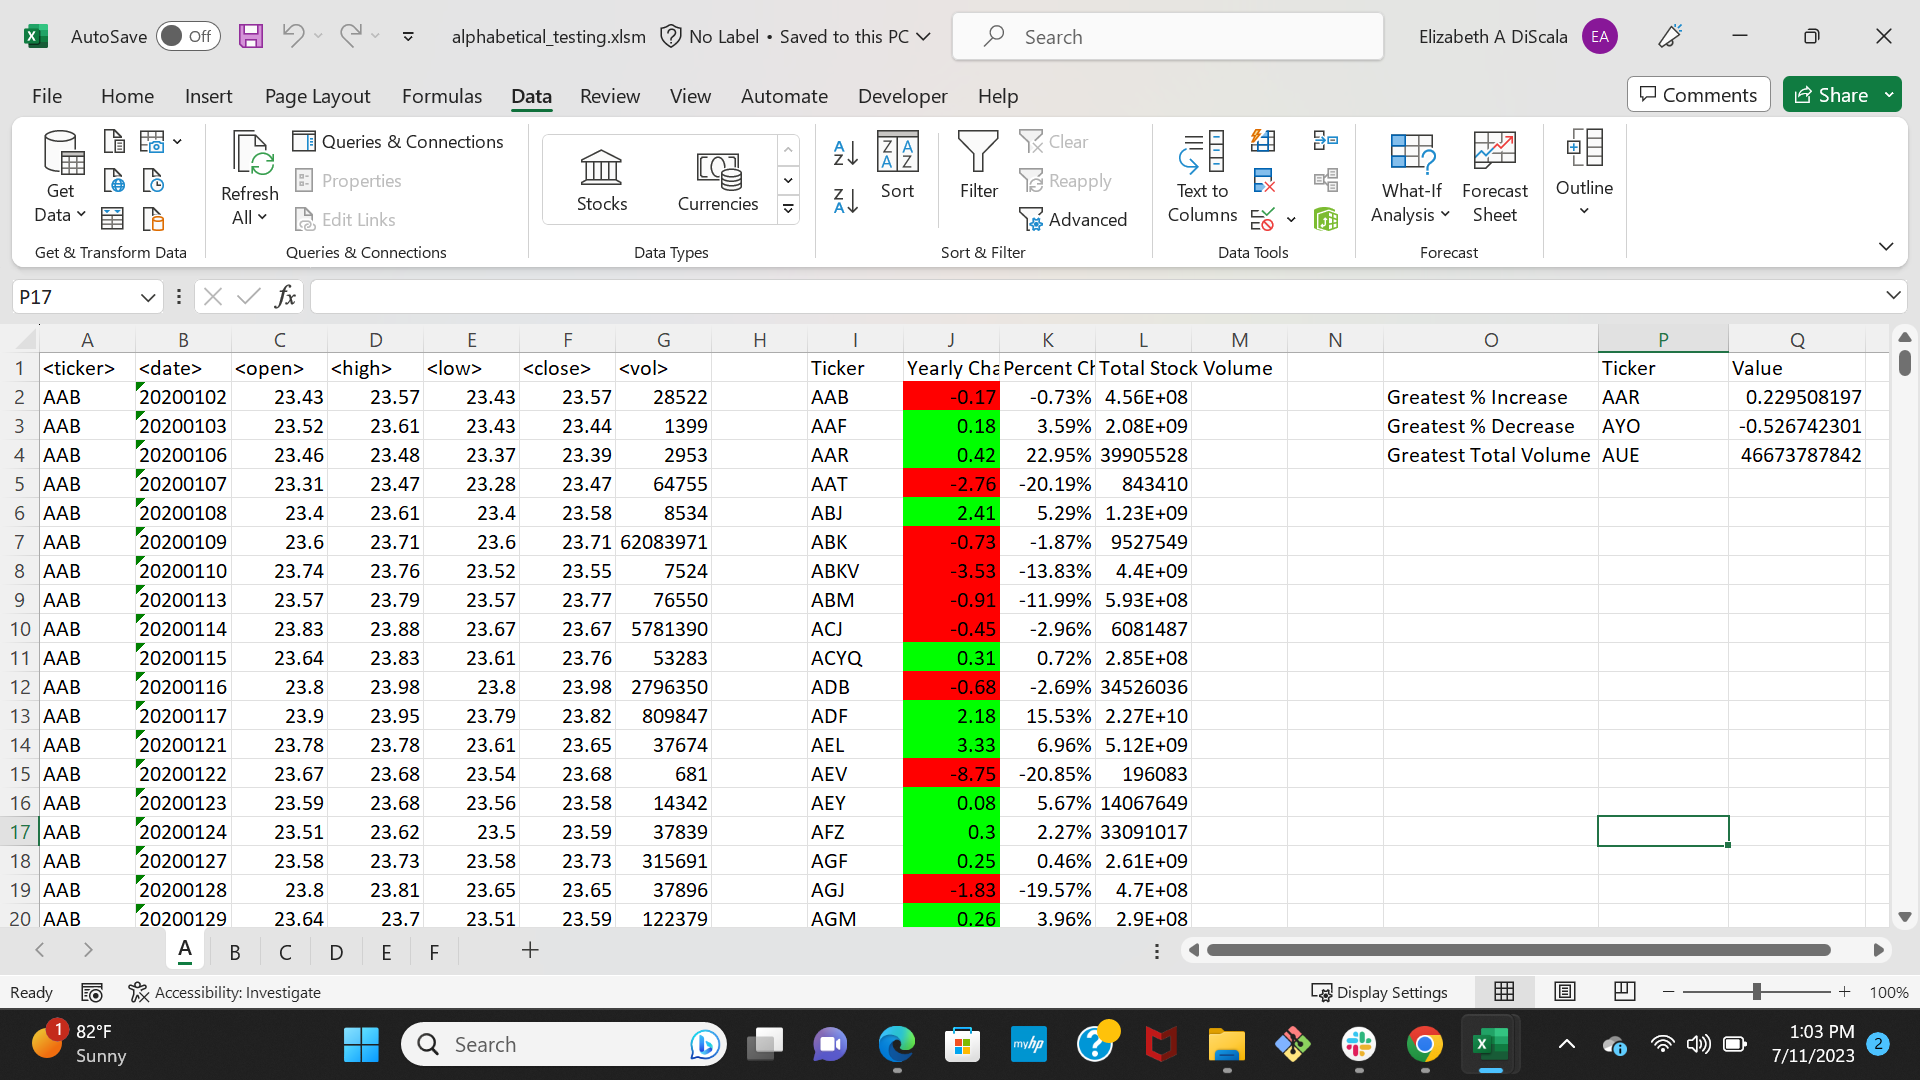 AutoSave Off alphabetical_testing.xlsm No Label • Saved to this PC Search Elizabeth A DiScala EA
File Home Insert Page Layout Formulas Data Review View Automate Developer Help Comments Share
Get Data Refresh All Queries & Connections Properties Edit Links Stocks Currencies Sort Filter Clear Reapply Advanced Text to Columns What-If Analysis Forecast Sheet Outline
Get & Transform Data Queries & Connections Data Types Sort & Filter Data Tools Forecast
P17 fx
A B C D E F G H I J K L M N O P Q
1 <ticker> <date> <open> <high> <low> <close> <vol> Ticker Yearly Cha Percent Ch Total Stock Volume Ticker Value
2 AAB 20200102 23.43 23.57 23.43 23.57 28522 AAB -0.17 -0.73% 4.56E+08 Greatest % Increase AAR 0.229508197
3 AAB 20200103 23.52 23.61 23.43 23.44 1399 AAF 0.18 3.59% 2.08E+09 Greatest % Decrease AYO -0.526742301
4 AAB 20200106 23.46 23.48 23.37 23.39 2953 AAR 0.42 22.95% 39905528 Greatest Total Volume AUE 46673787842
5 AAB 20200107 23.31 23.47 23.28 23.47 64755 AAT -2.76 -20.19% 843410
6 AAB 20200108 23.4 23.61 23.4 23.58 8534 ABJ 2.41 5.29% 1.23E+09
7 AAB 20200109 23.6 23.71 23.6 23.71 62083971 ABK -0.73 -1.87% 9527549
8 AAB 20200110 23.74 23.76 23.52 23.55 7524 ABKV -3.53 -13.83% 4.4E+09
9 AAB 20200113 23.57 23.79 23.57 23.77 76550 ABM -0.91 -11.99% 5.93E+08
10 AAB 20200114 23.83 23.88 23.67 23.67 5781390 ACJ -0.45 -2.96% 6081487
11 AAB 20200115 23.64 23.83 23.61 23.76 53283 ACYQ 0.31 0.72% 2.85E+08
12 AAB 20200116 23.8 23.98 23.8 23.98 2796350 ADB -0.68 -2.69% 34526036
13 AAB 20200117 23.9 23.95 23.79 23.82 809847 ADF 2.18 15.53% 2.27E+10
14 AAB 20200121 23.78 23.78 23.61 23.65 37674 AEL 3.33 6.96% 5.12E+09
15 AAB 20200122 23.67 23.68 23.54 23.68 681 AEV -8.75 -20.85% 196083
16 AAB 20200123 23.59 23.68 23.56 23.58 14342 AEY 0.08 5.67% 14067649
17 AAB 20200124 23.51 23.62 23.5 23.59 37839 AFZ 0.3 2.27% 33091017
18 AAB 20200127 23.58 23.73 23.58 23.73 315691 AGF 0.25 0.46% 2.61E+09
19 AAB 20200128 23.8 23.81 23.65 23.65 37896 AGJ -1.83 -19.57% 4.7E+08
20 AAB 20200129 23.64 23.7 23.51 23.59 122379 AGM 0.26 3.96% 2.9E+08
A B C D E F
Ready Accessibility: Investigate Display Settings 100%
1 82°F Sunny Search myhp 1:03 PM 7/11/2023 2